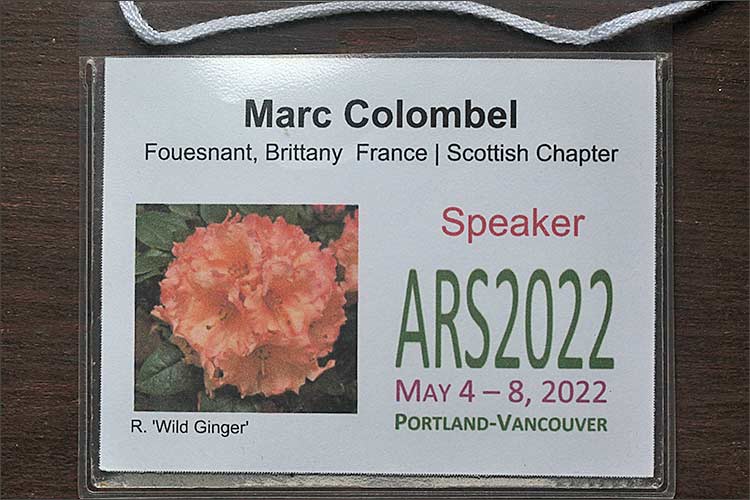 Marc Colombel
Fouesnant, Brittany France | Scottish Chapter
Speaker
ARS2022
MAY 4 – 8, 2022
PORTLAND-VANCOUVER
R. 'Wild Ginger'